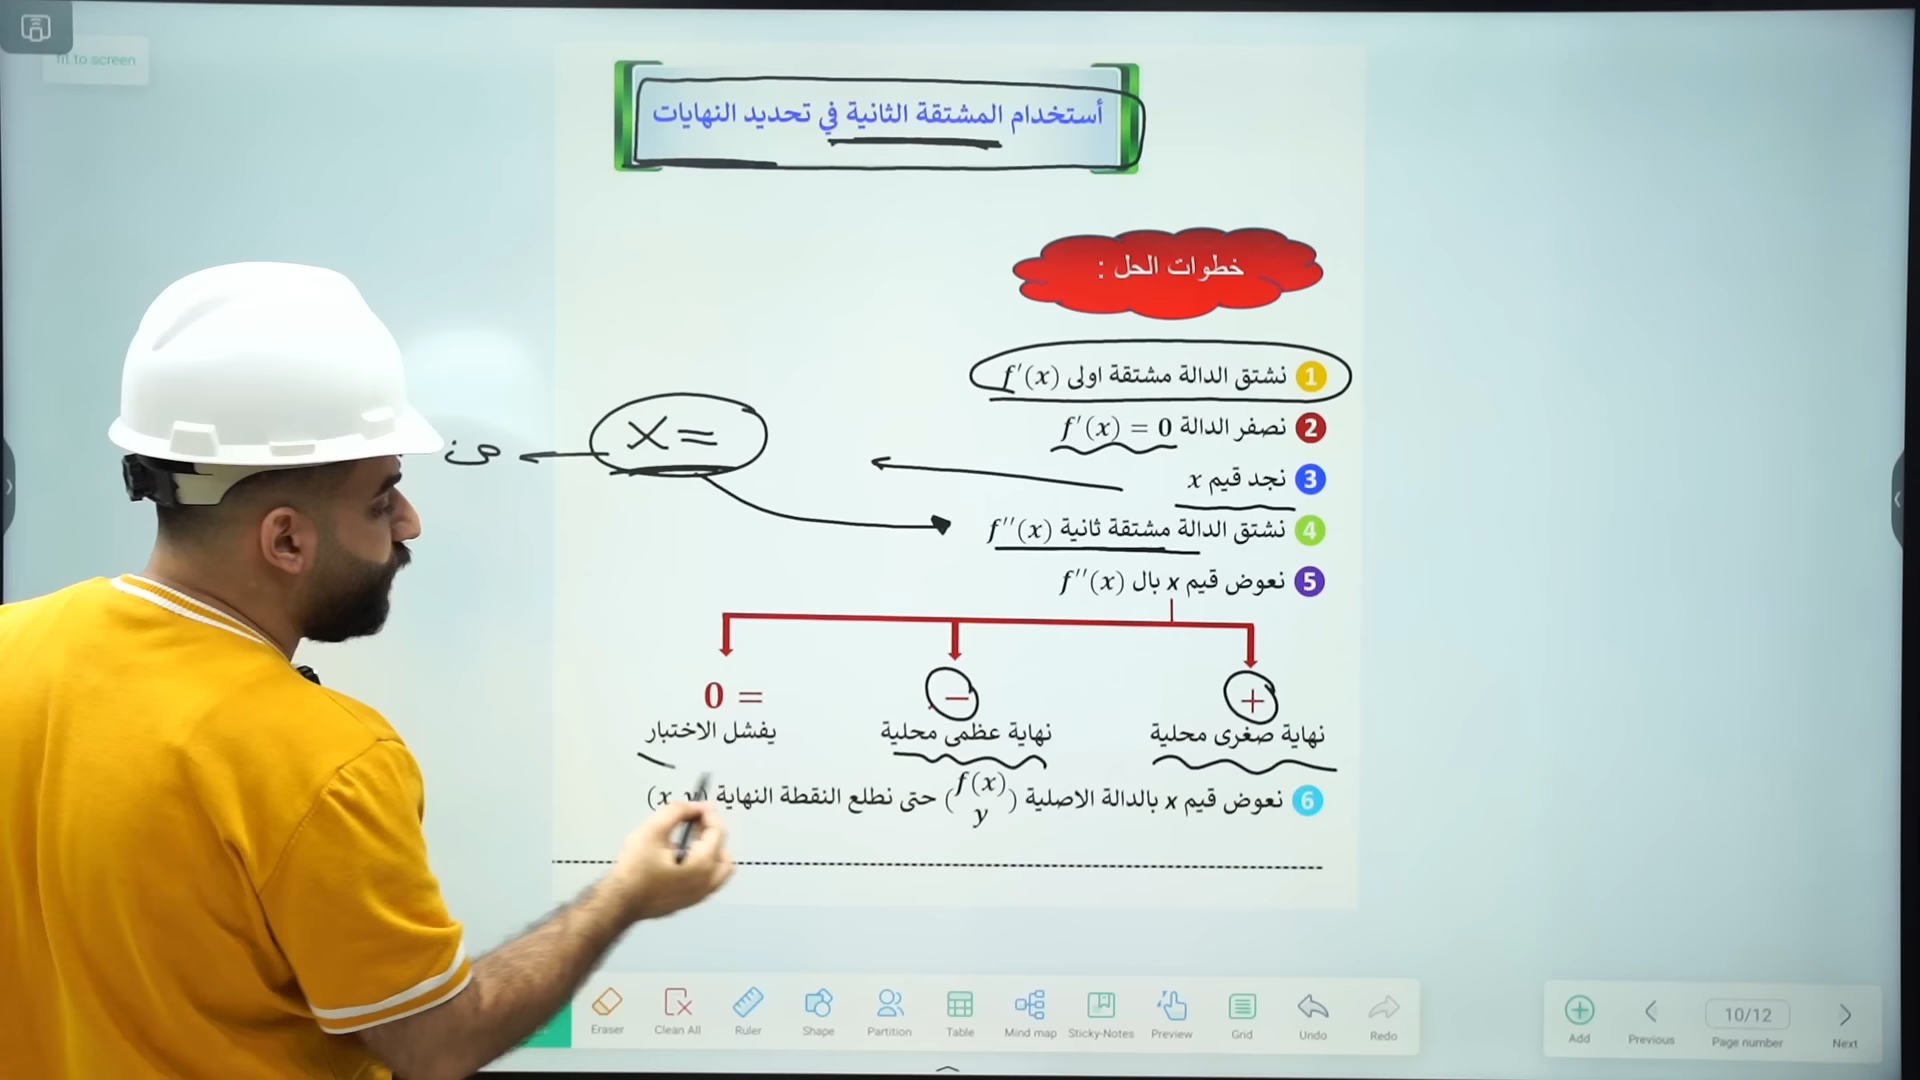 fit to screen
أستخدام المشتقة الثانية في تحديد النهايات
خطوات الحل :
1 نشتق الدالة مشتقة اولى f'(x)
2 نصفر الدالة f'(x) = 0
x =
3 نجد قيم x
4 نشتق الدالة مشتقة ثانية f''(x)
5 نعوض قيم x بال f''(x)
+ − = 0
نهاية صغرى محلية نهاية عظمى محلية يفشل الاختبار
6 نعوض قيم x بالدالة الاصلية (f(x) y) حتى نطلع النقطة النهاية (x, y)
Eraser Clean All Ruler Shape Partition Table Mind map Sticky-Notes Preview Grid Undo Redo
Add Previous 10/12 Page number Next